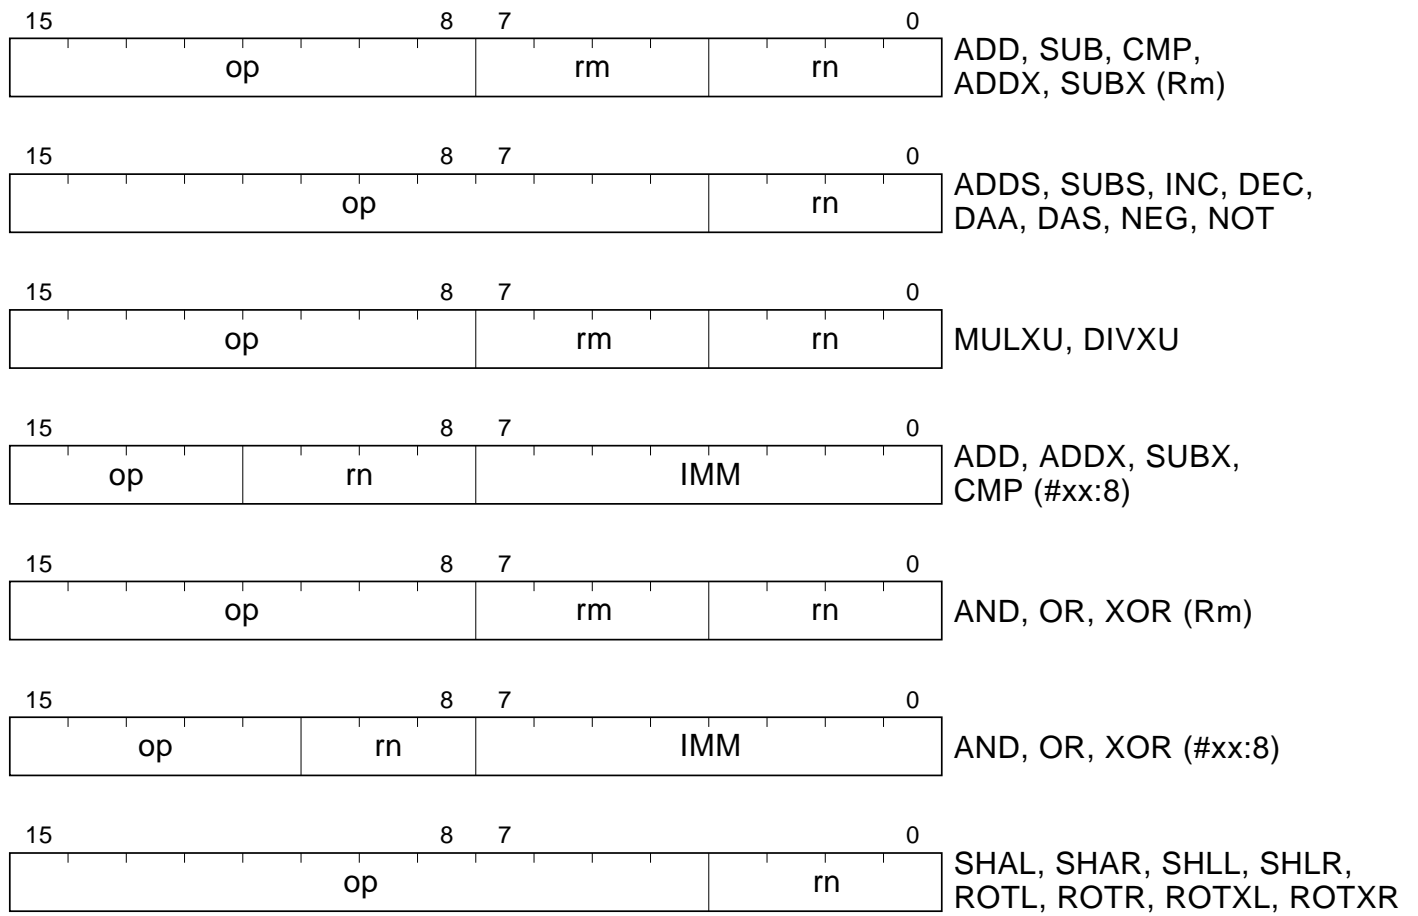 15 8 7 0
op rm rn ADD, SUB, CMP,
ADDX, SUBX (Rm)
15 8 7 0
op rn ADDS, SUBS, INC, DEC,
DAA, DAS, NEG, NOT
15 8 7 0
op rm rn MULXU, DIVXU
15 8 7 0
op rn IMM ADD, ADDX, SUBX,
CMP (#xx:8)
15 8 7 0
op rm rn AND, OR, XOR (Rm)
15 8 7 0
op rn IMM AND, OR, XOR (#xx:8)
15 8 7 0
op rn SHAL, SHAR, SHLL, SHLR,
ROTL, ROTR, ROTXL, ROTXR